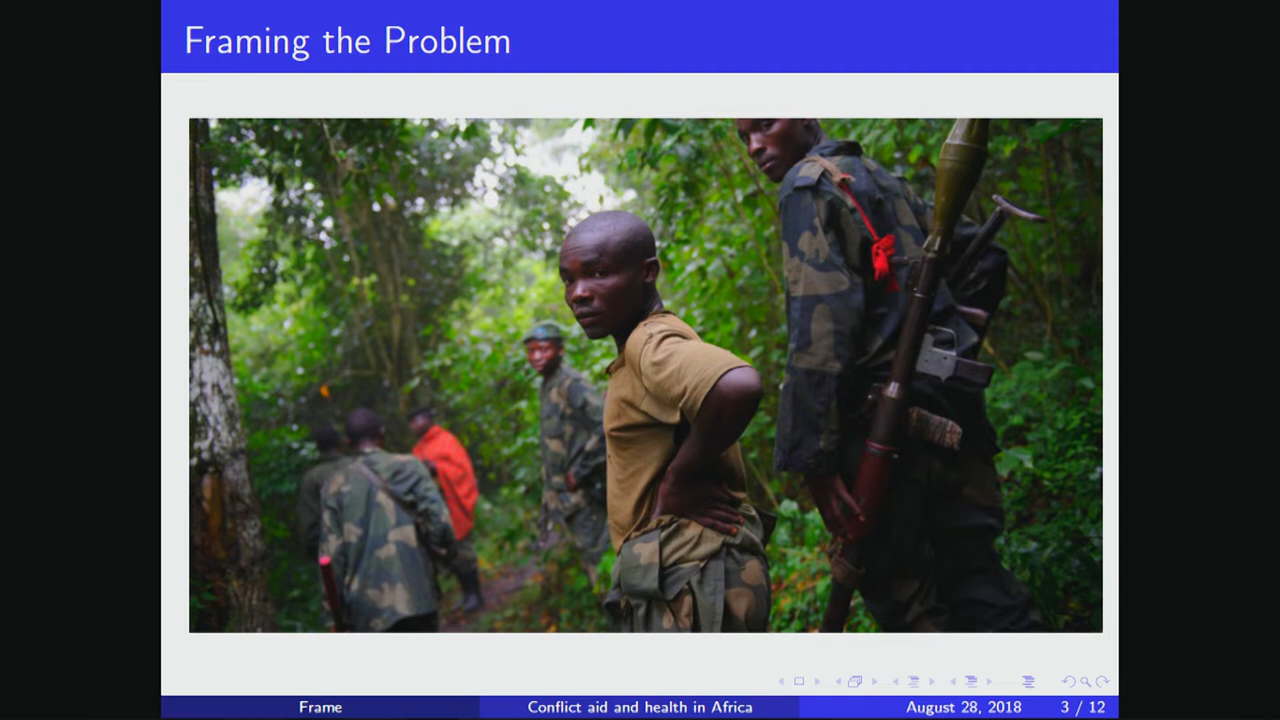 Framing the Problem
Frame
Conflict aid and health in Africa
August 28, 2018
3 / 12